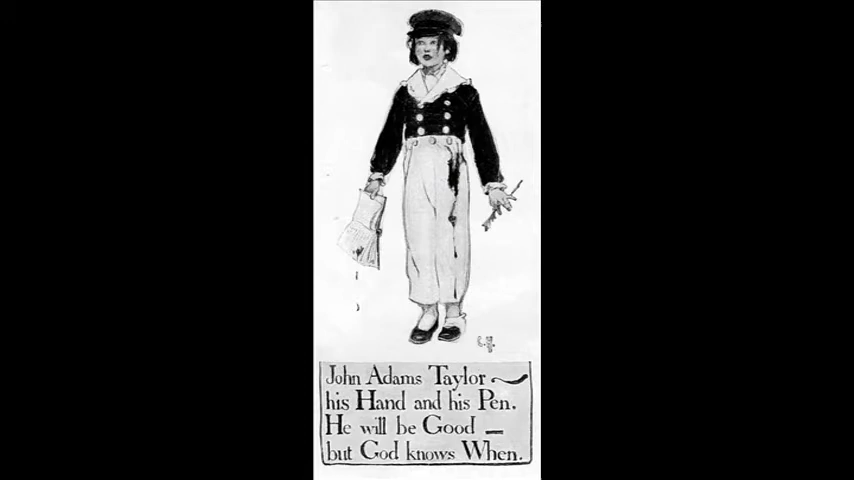 John Adams Taylor ~
his Hand and his Pen.
He will be Good —
but God knows When.